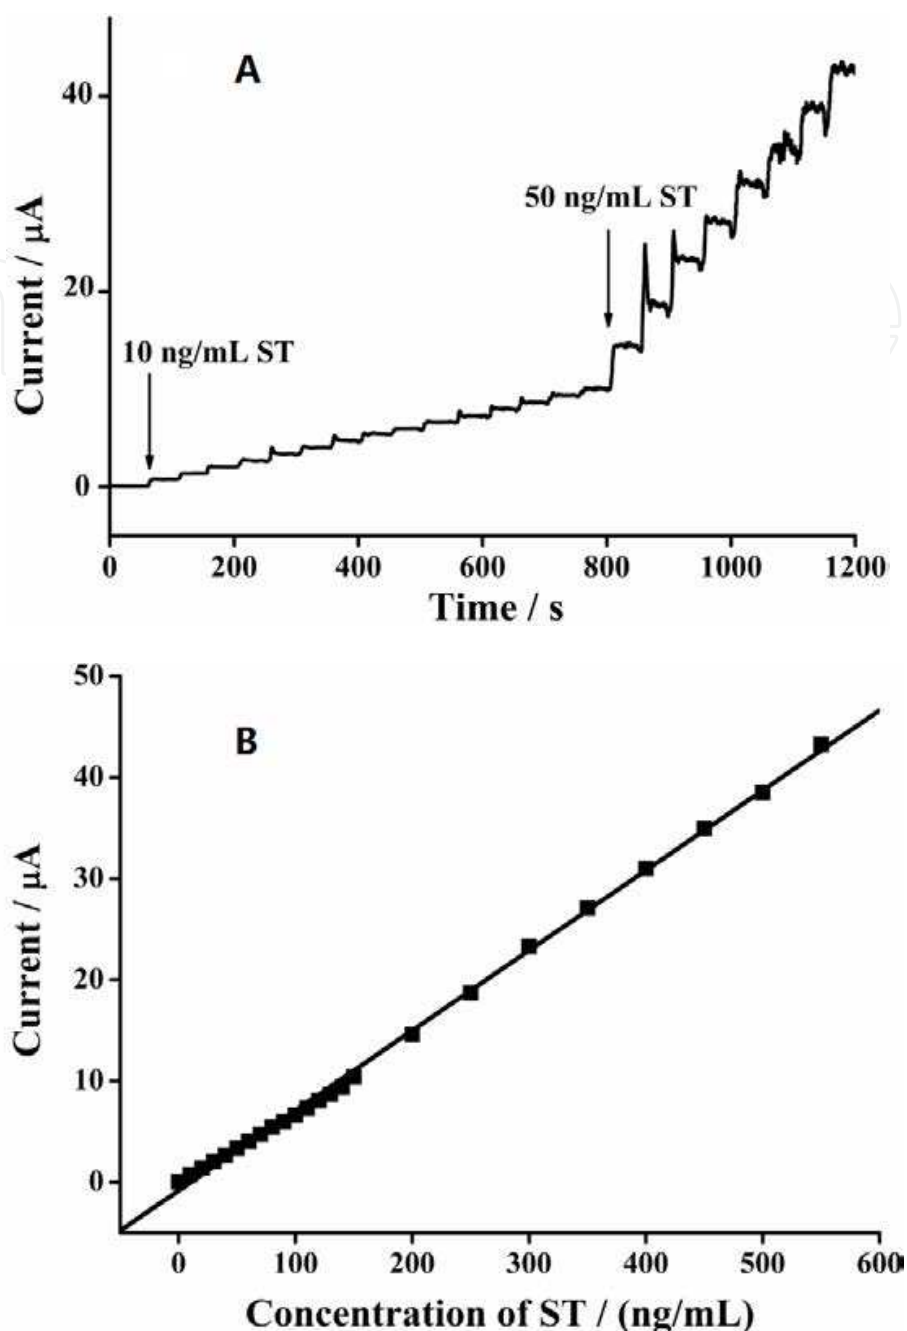 A
40
50 ng/mL ST
20
10 ng/mL ST
0
Current / μA
0 200 400 600 800 1000 1200
Time / s
50
B
40
30
20
10
0
Current / μA
0 100 200 300 400 500 600
Concentration of ST / (ng/mL)